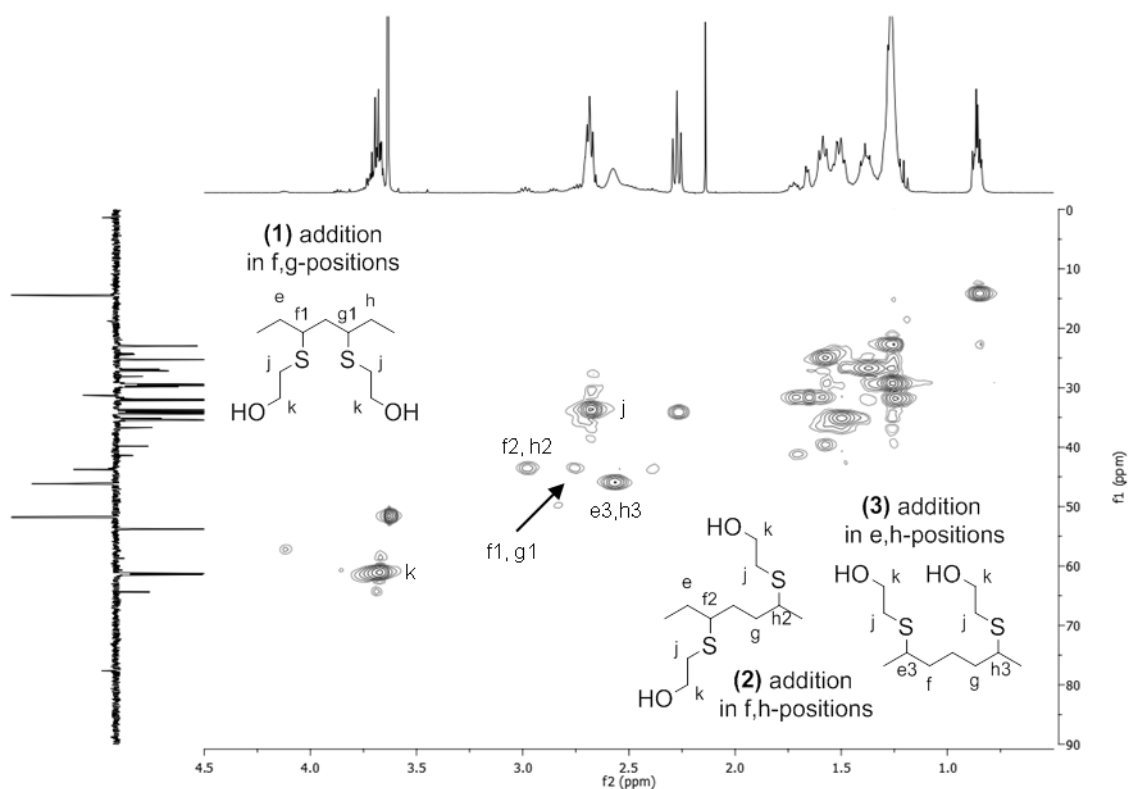 (1) addition
in f,g-positions
e
h
f1
g1
j
S
S
j
HO
k
k
OH
j
f2, h2
e3,h3
f1, g1
k
HO
k
j
S
e
f2
h2
g
S
j
k
HO
(2) addition
in f,h-positions
(3) addition
in e,h-positions
HO
k
HO
k
j
j
S
S
e3
h3
f
g
0
10
20
30
40
50
60
70
80
90
f1 (ppm)
4.5
4.0
3.5
3.0
2.5
2.0
1.5
1.0
f2 (ppm)